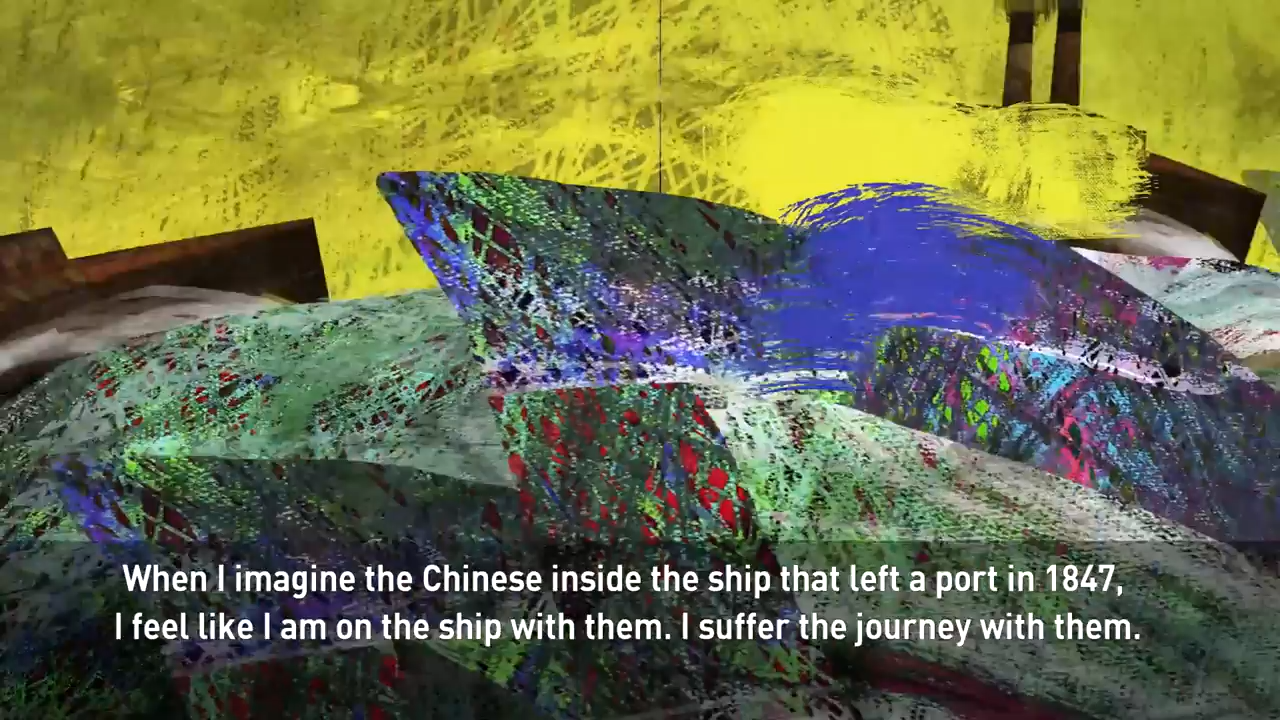 When I imagine the Chinese inside the ship that left a port in 1847,
I feel like I am on the ship with them. I suffer the journey with them.